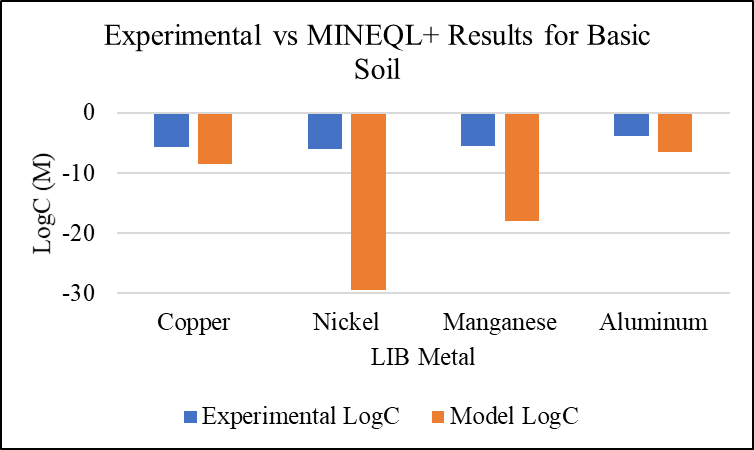 Experimental vs MINEQL+ Results for Basic
Soil
0
-10
-20
-30
LogC (M)
Copper Nickel Manganese Aluminum
LIB Metal
Experimental LogC Model LogC